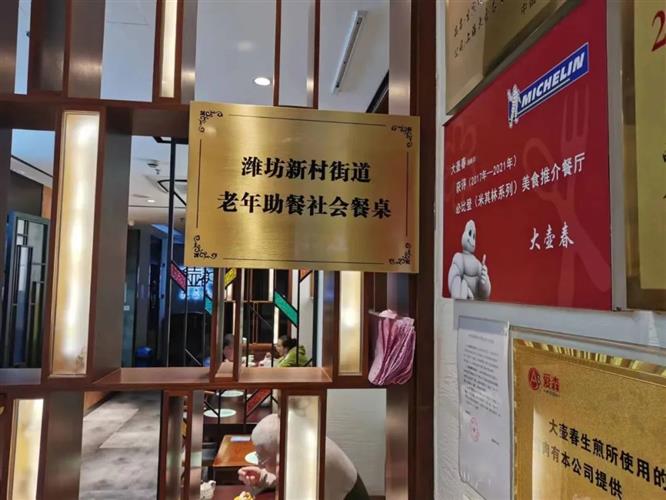 潍坊新村街道
老年助餐社会餐桌
MICHELIN
大壶春
获得（2017年—2021年）
必比登（米其林系列）美食推介餐厅
大壶春
爱森
大壶春生煎所使用的
肉有本公司提供